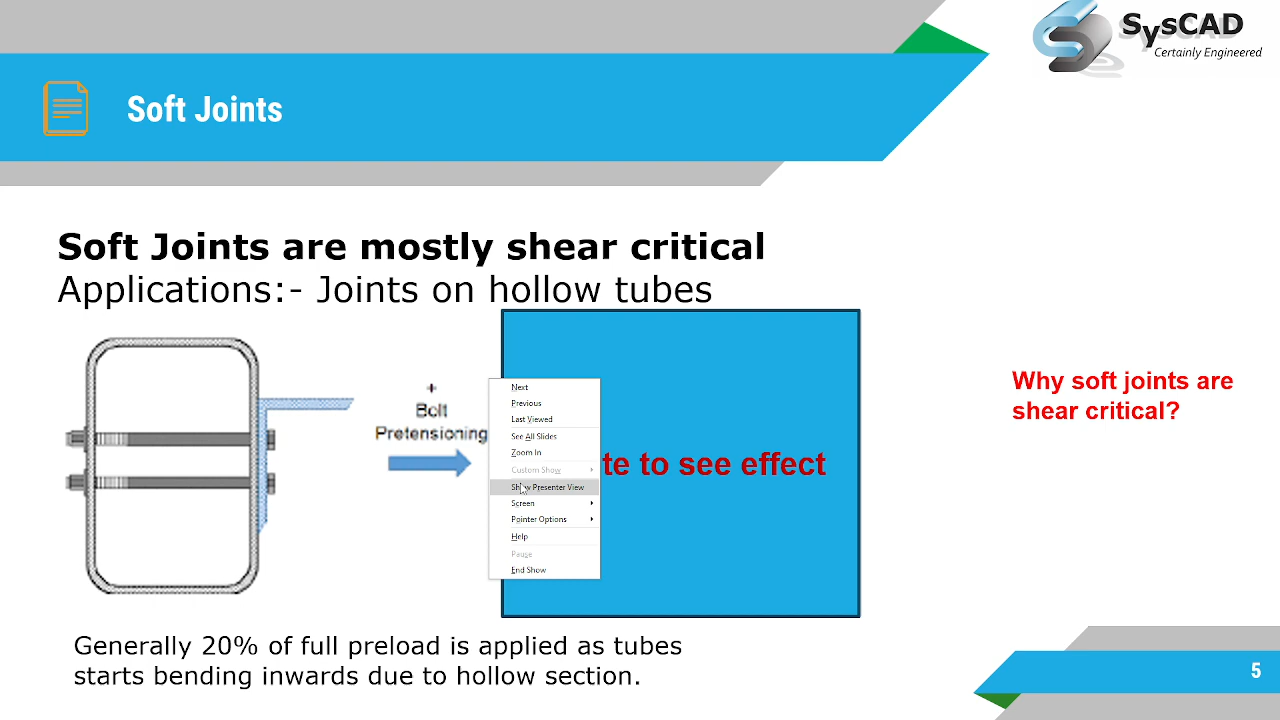 SysCAD
Certainly Engineered
Soft Joints
Soft Joints are mostly shear critical
Applications:- Joints on hollow tubes
+
Bolt
Pretensioning
Next
Previous
Last Viewed
See All Slides
Zoom In
Custom Show
Show Presenter View
Screen
Pointer Options
Help
Pause
End Show
te to see effect
Why soft joints are
shear critical?
Generally 20% of full preload is applied as tubes
starts bending inwards due to hollow section.
5